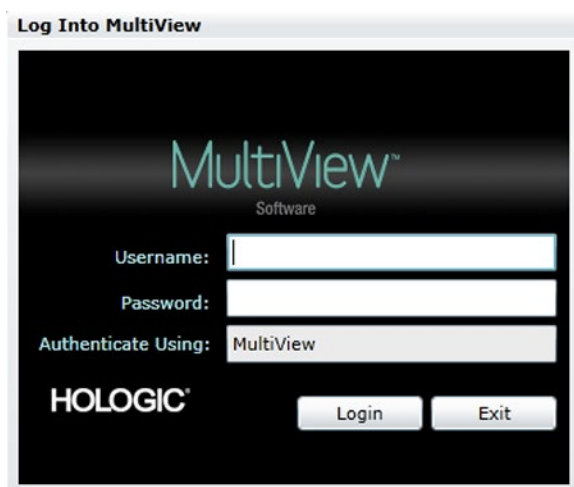 Log Into MultiView
MultiView™
Software
Username:
Password:
Authenticate Using: MultiView
HOLOGIC®
Login Exit